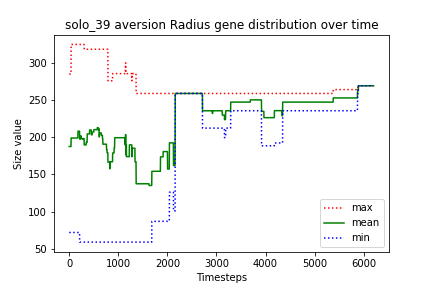 solo_39 aversion Radius gene distribution over time
Size value
300
250
200
150
100
50
0
1000
2000
3000
4000
5000
6000
Timesteps
max
mean
min